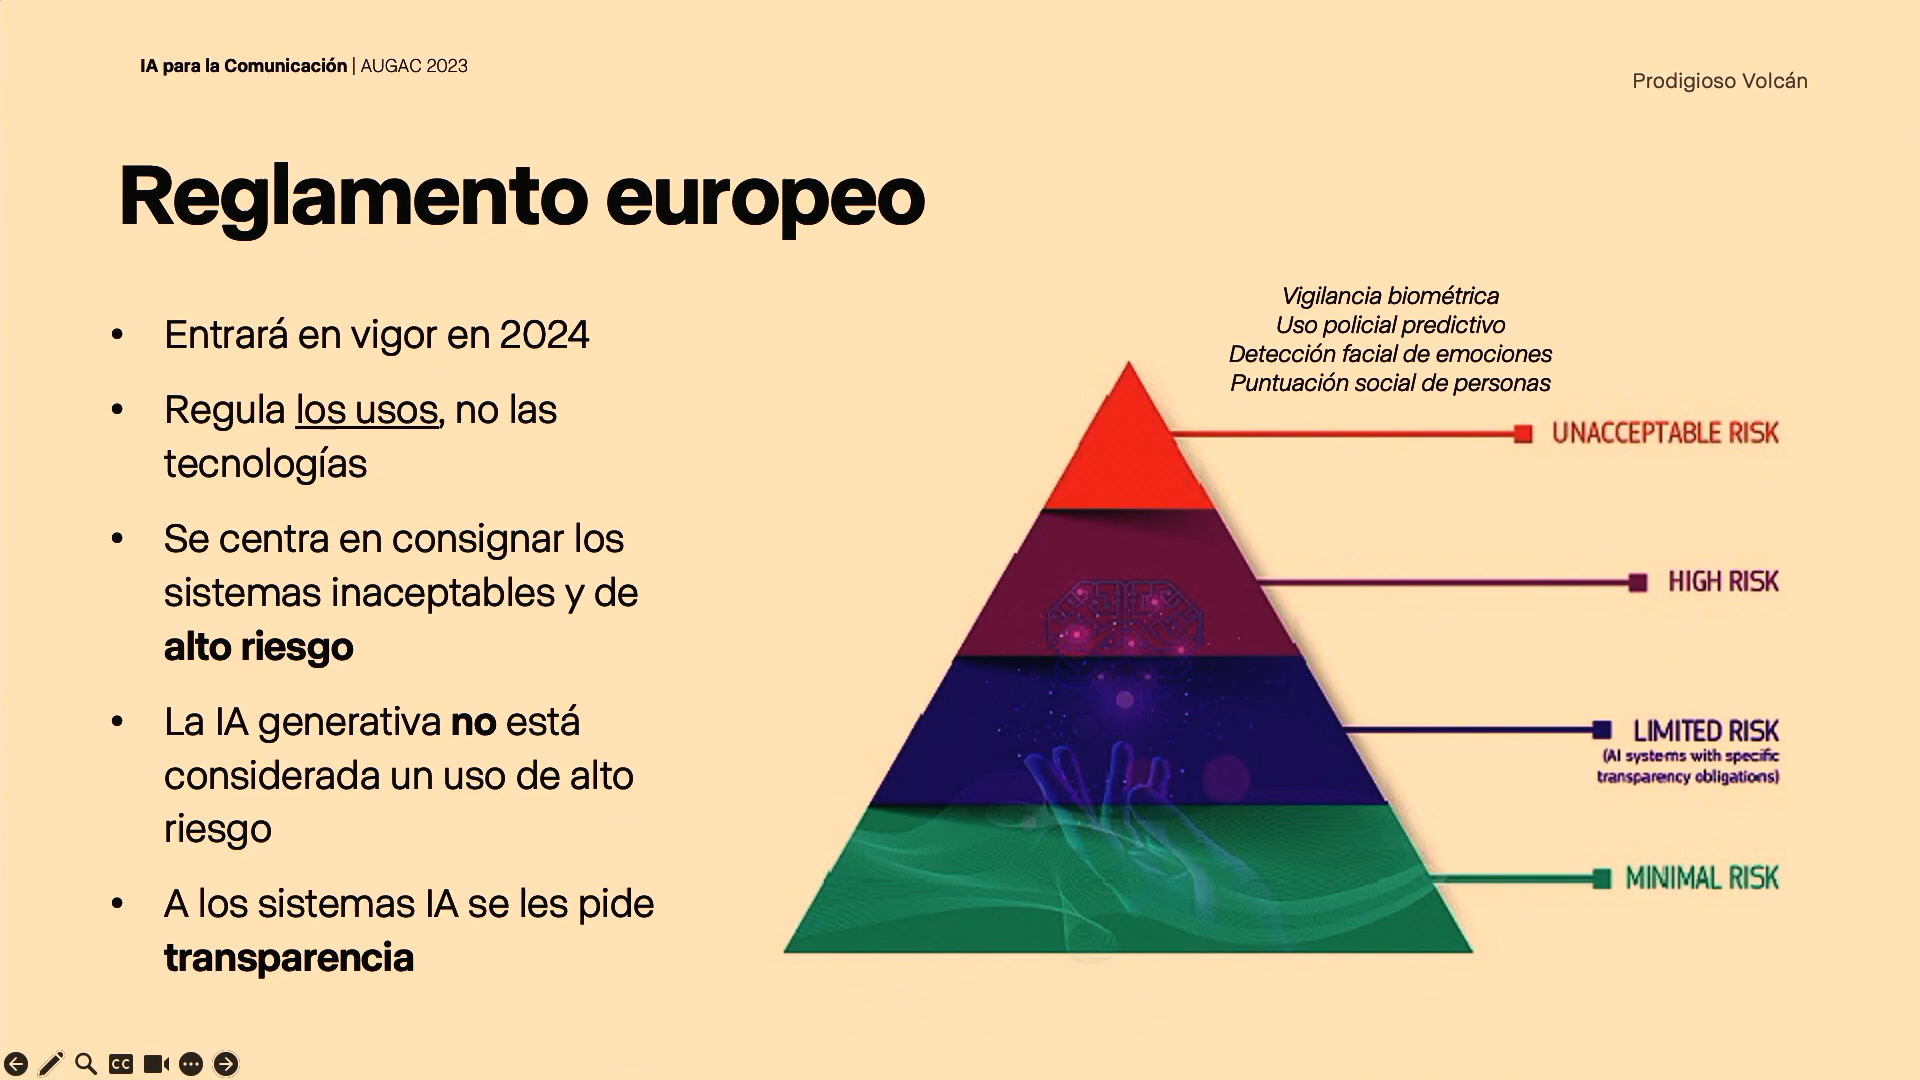 IA para la Comunicación | AUGAC 2023
Prodigioso Volcán
Reglamento europeo
• Entrará en vigor en 2024
• Regula los usos, no las
tecnologías
• Se centra en consignar los
sistemas inaceptables y de
alto riesgo
• La IA generativa no está
considerada un uso de alto
riesgo
• A los sistemas IA se les pide
transparencia
Vigilancia biométrica
Uso policial predictivo
Detección facial de emociones
Puntuación social de personas
UNACCEPTABLE RISK
HIGH RISK
LIMITED RISK
(AI systems with specific
transparency obligations)
MINIMAL RISK
CC